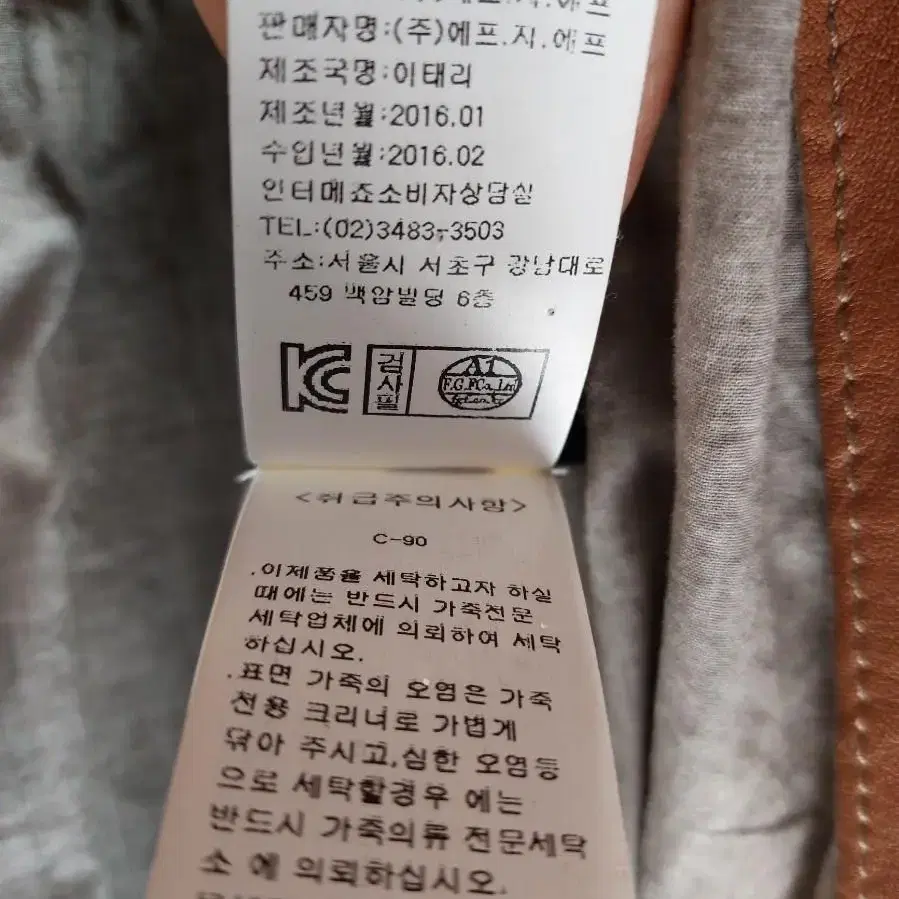 판매자명:(주)에프.지.에프
제조국명:이태리
제조년월:2016.01
수입년월:2016.02
인터메죠소비자상담실
TEL:(02)3483-3503
주소:서울시 서초구 강남대로
459 백암빌딩 6층
KC 검사필 A1
F.G.F Co. Ltd
<취급주의사항>
C-90
.이제품을 세탁하고자 하실
때에는 반드시 가죽전문
세탁업체에 의뢰하여 세탁
하십시오.
.표면 가죽의 오염은 가죽
전용 크리너로 가볍게
닦아 주시고,심한 오염등
으로 세탁할경우 에는
반드시 가죽의류 전문세탁
소 에 의뢰하십시오.